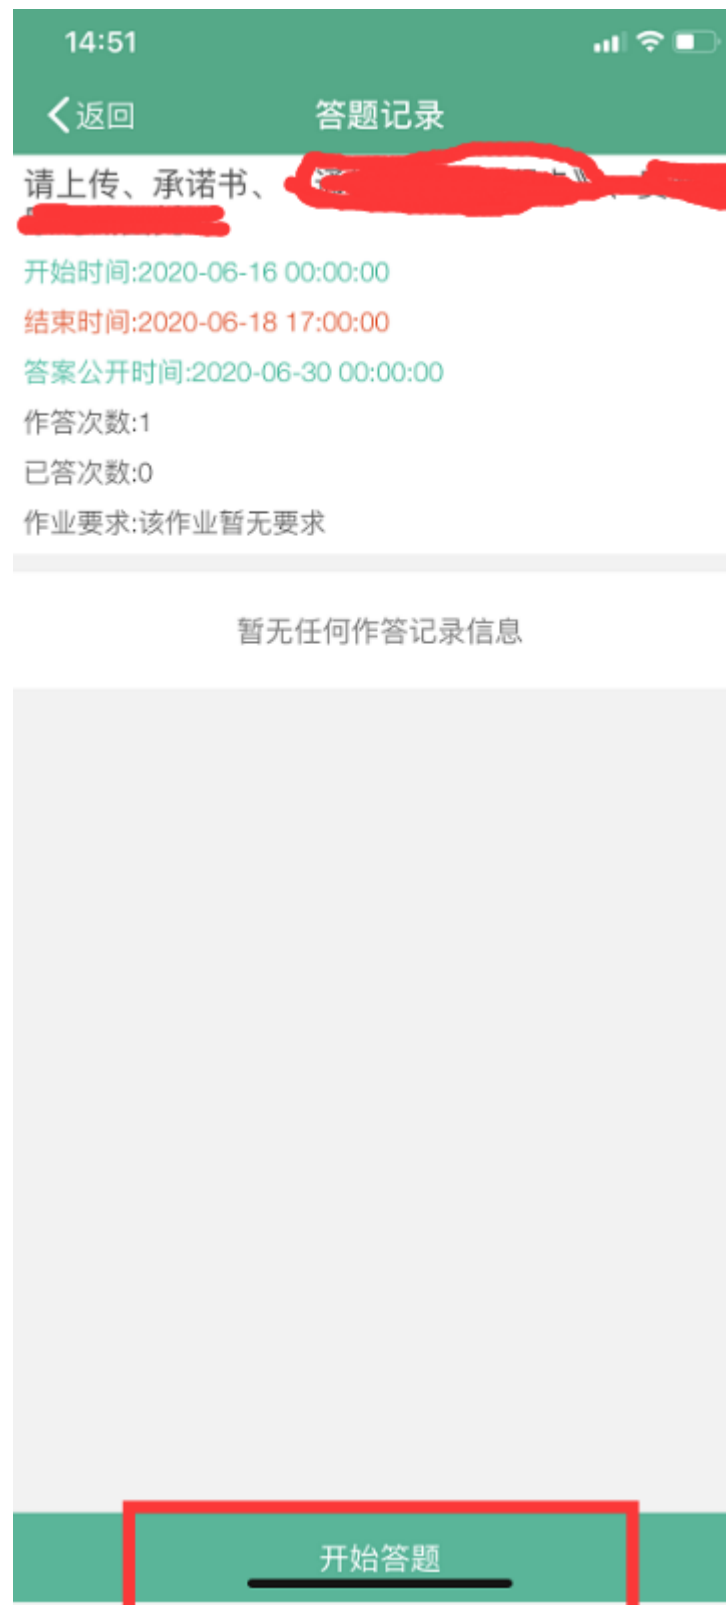 14:51
返回
答题记录
请上传、承诺书、
开始时间:2020-06-16 00:00:00
结束时间:2020-06-18 17:00:00
答案公开时间:2020-06-30 00:00:00
作答次数:1
已答次数:0
作业要求:该作业暂无要求
暂无任何作答记录信息
开始答题